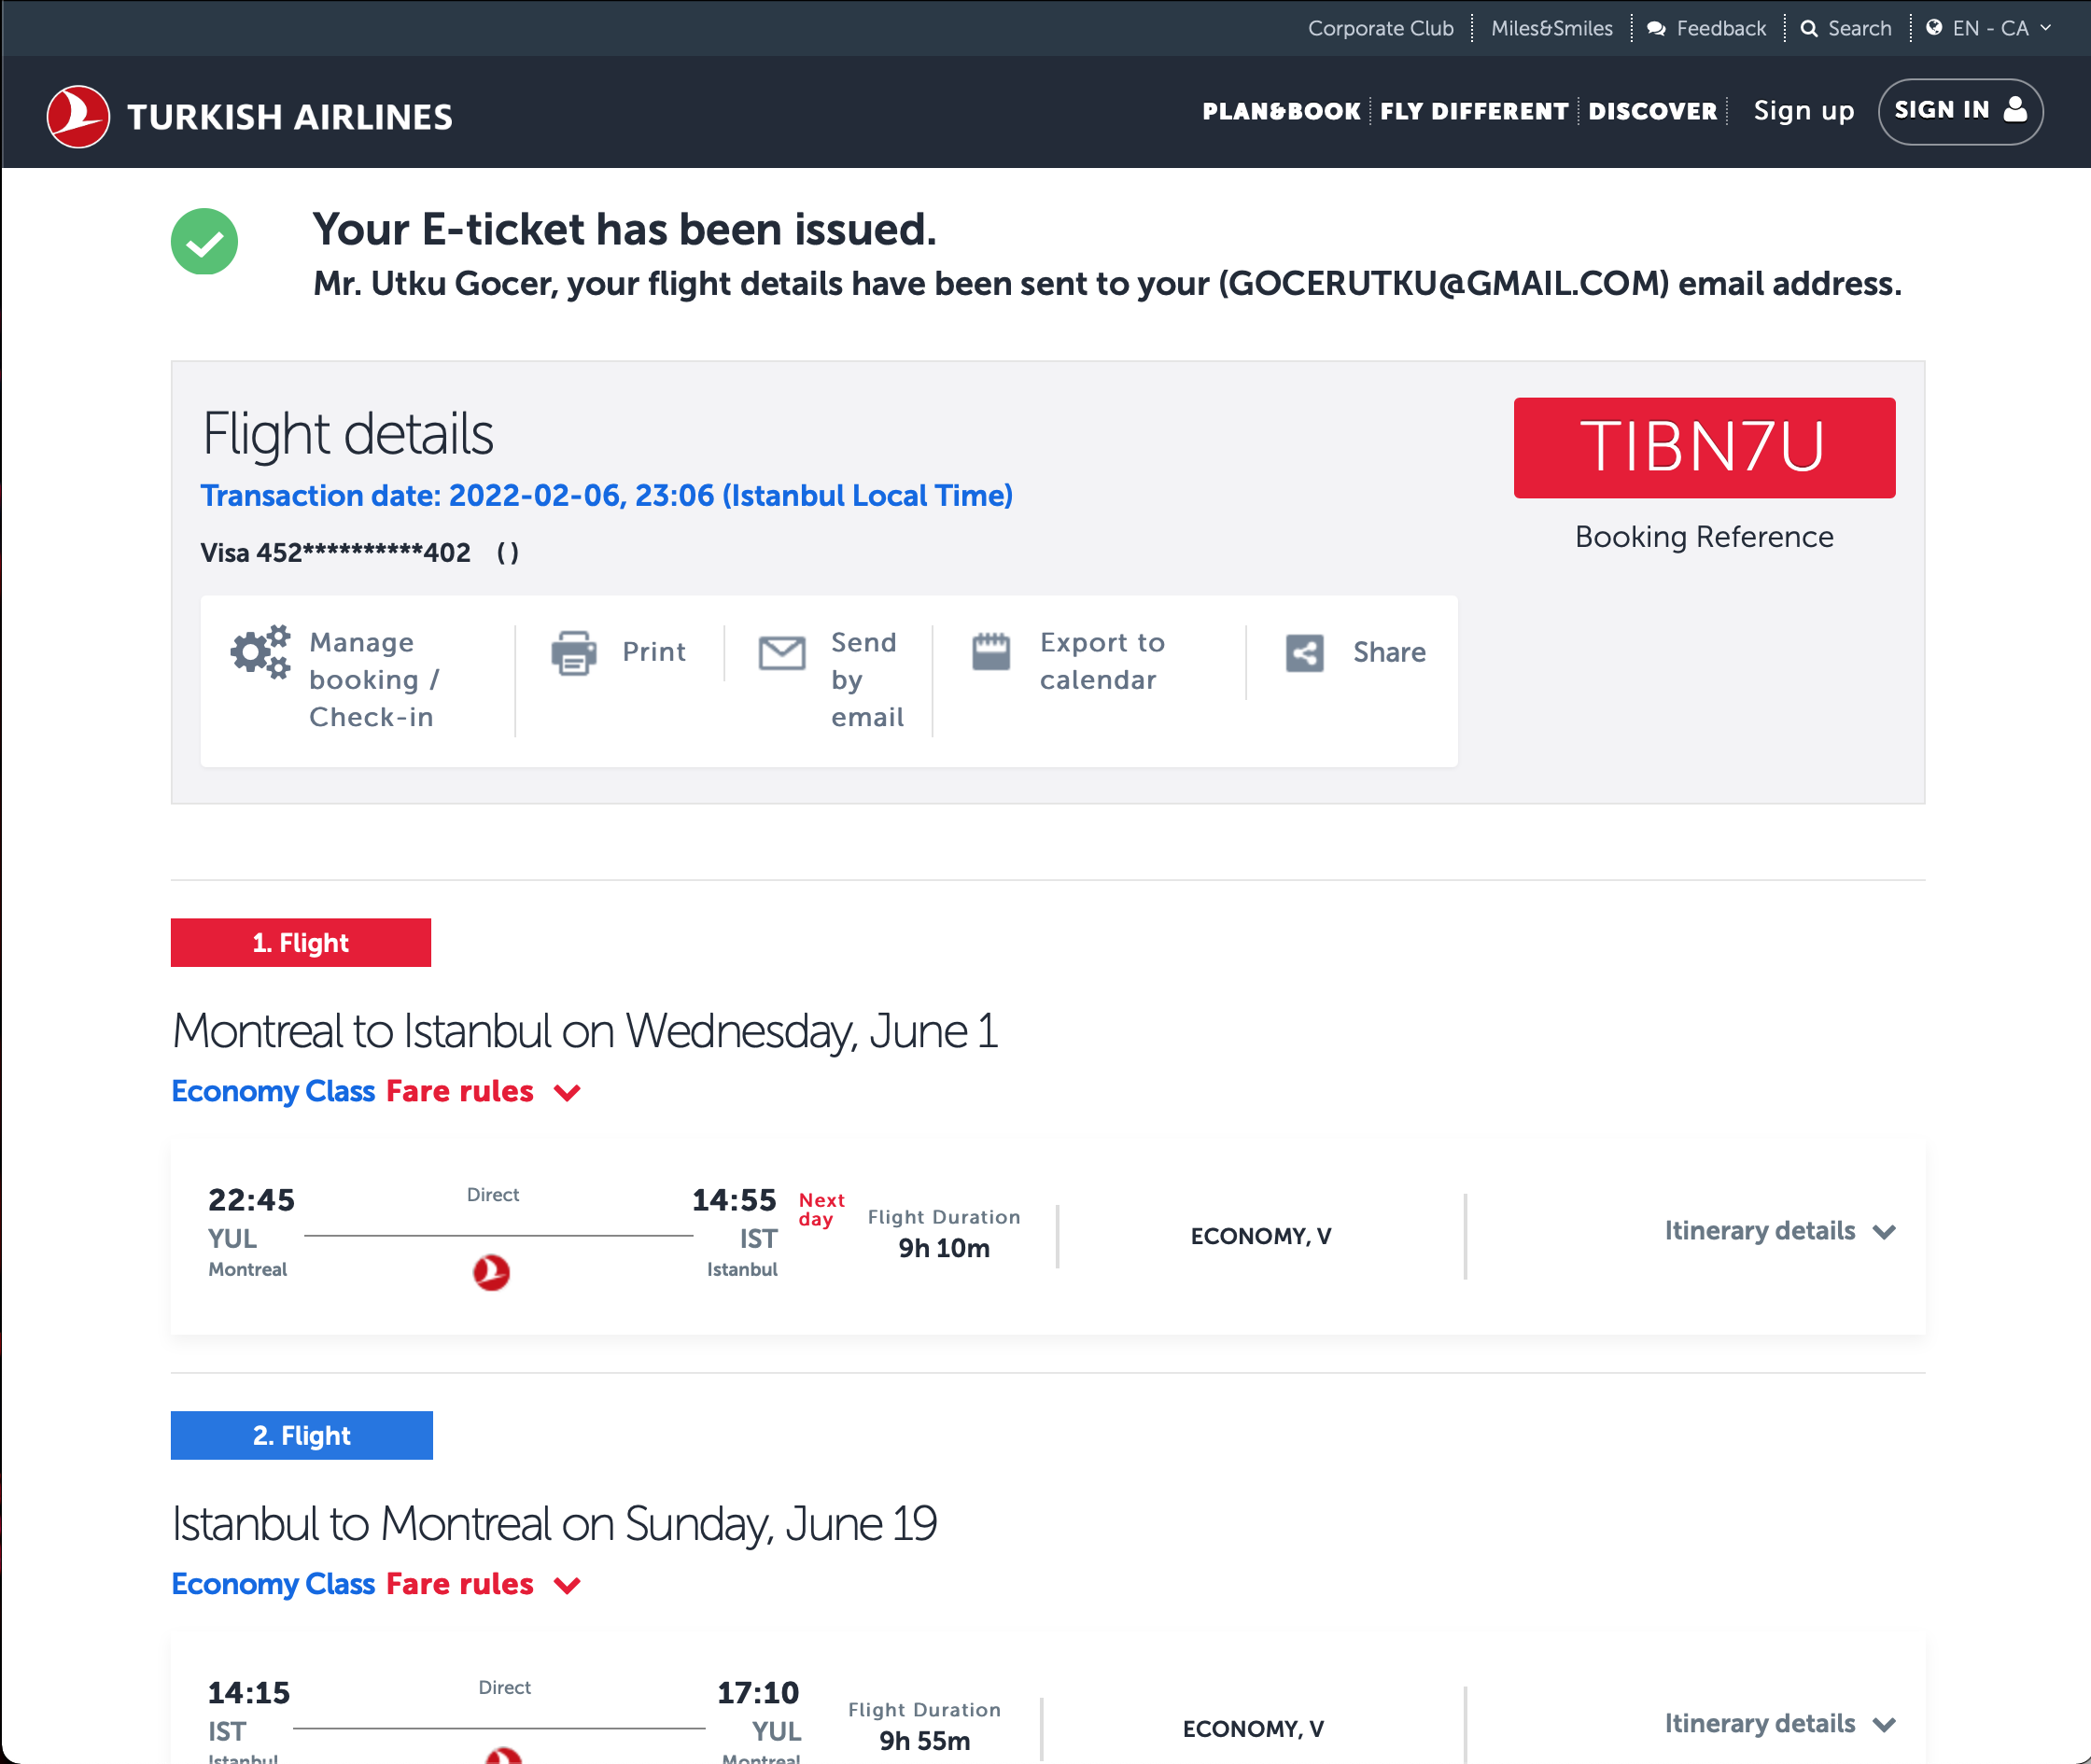 Corporate Club Miles&Smiles Feedback Search EN - CA
TURKISH AIRLINES PLAN&BOOK FLY DIFFERENT DISCOVER Sign up SIGN IN
Your E-ticket has been issued.
Mr. Utku Gocer, your flight details have been sent to your (GOCERUTKU@GMAIL.COM) email address.
Flight details
TIBN7U
Transaction date: 2022-02-06, 23:06 (Istanbul Local Time)
Booking Reference
Visa 452**********402 ( )
Manage
booking /
Check-in
Print
Send
by
email
Export to
calendar
Share
1. Flight
Montreal to Istanbul on Wednesday, June 1
Economy Class Fare rules
22:45
YUL
Montreal
Direct
14:55
IST
Istanbul
Next
day
Flight Duration
9h 10m
ECONOMY, V
Itinerary details
2. Flight
Istanbul to Montreal on Sunday, June 19
Economy Class Fare rules
14:15
IST
Istanbul
Direct
17:10
YUL
Montreal
Flight Duration
9h 55m
ECONOMY, V
Itinerary details